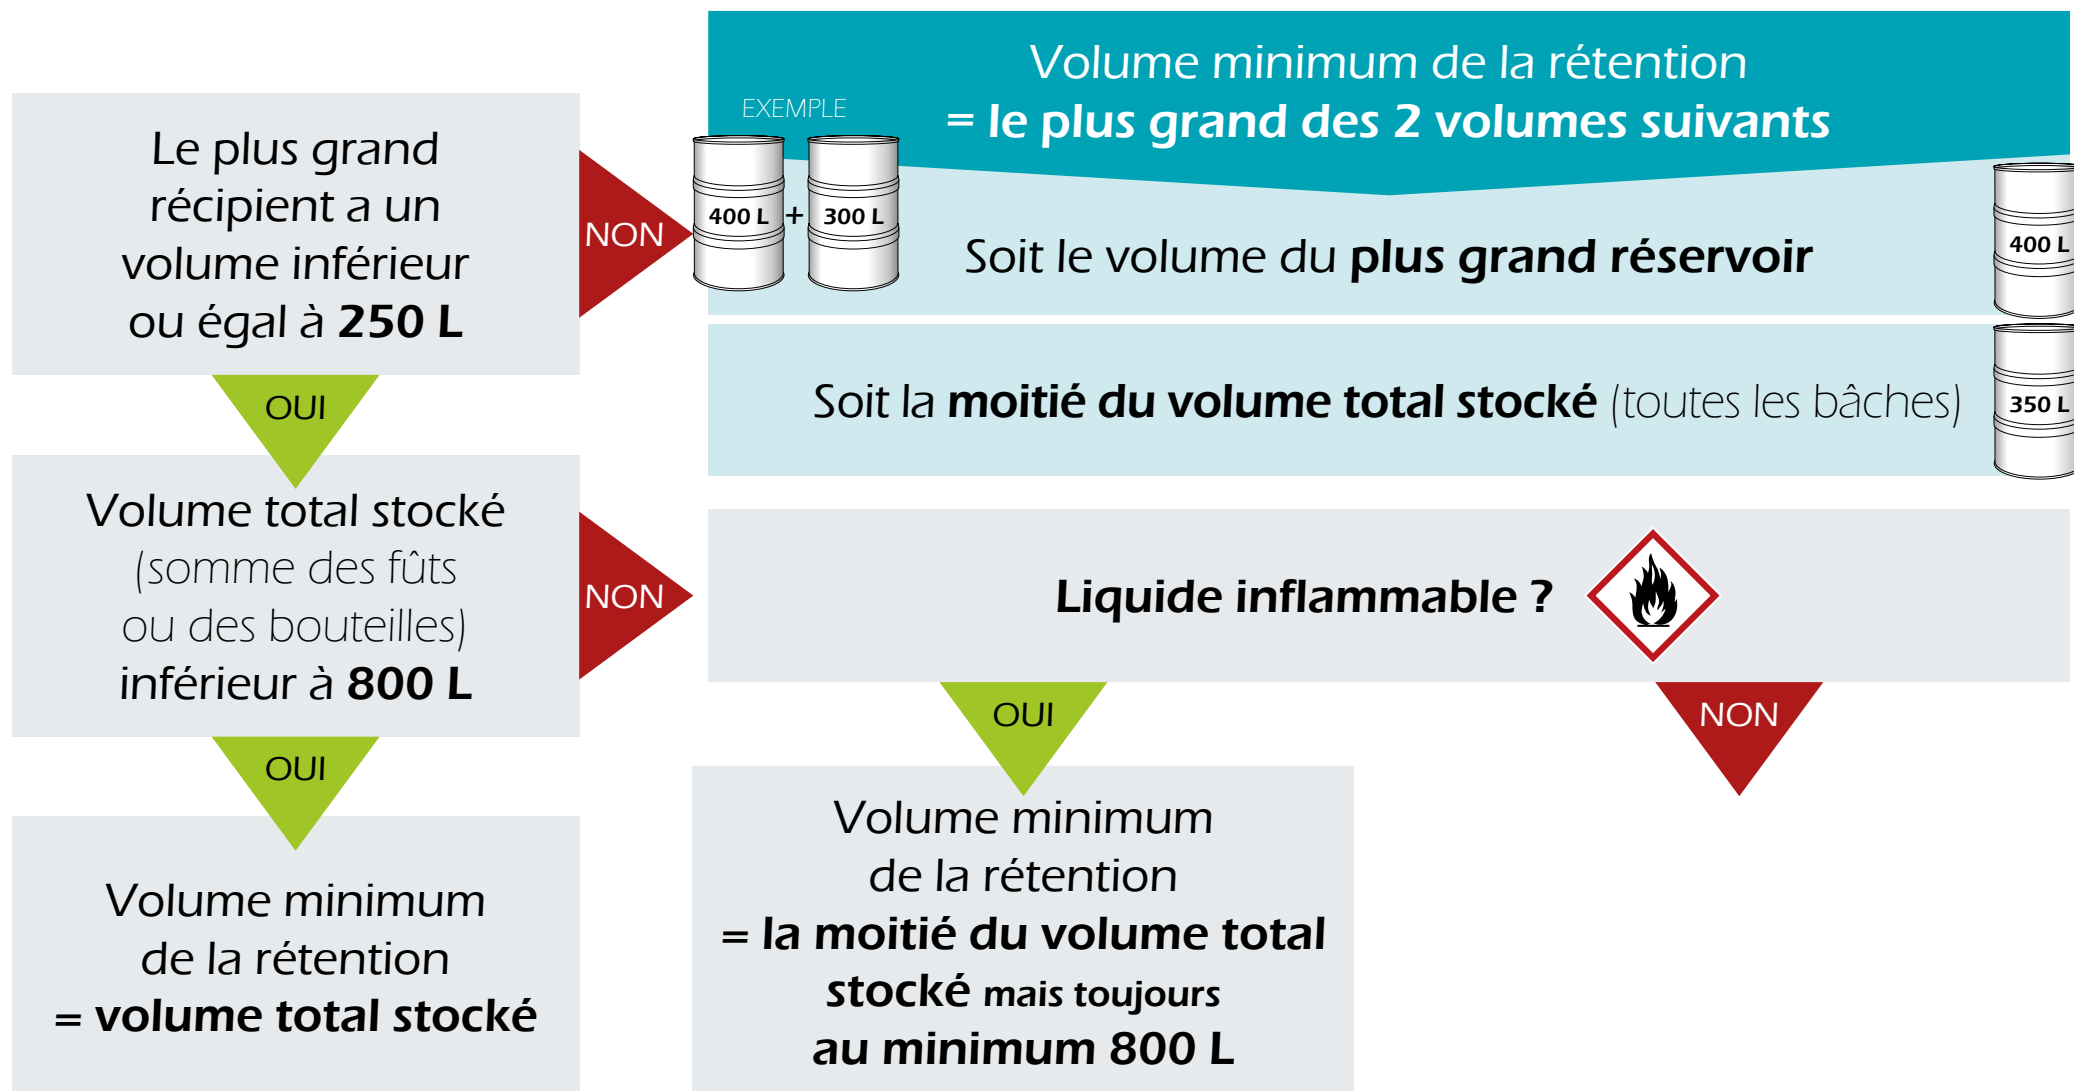 Le plus grand
récipient a un
volume inférieur
ou égal à 250 L
NON
EXEMPLE
400 L + 300 L
Volume minimum de la rétention
= le plus grand des 2 volumes suivants
Soit le volume du plus grand réservoir
400 L
Soit la moitié du volume total stocké (toutes les bâches)
350 L
OUI
Volume total stocké
(somme des fûts
ou des bouteilles)
inférieur à 800 L
NON
Liquide inflammable ?
OUI
NON
OUI
Volume minimum
de la rétention
= volume total stocké
Volume minimum
de la rétention
= la moitié du volume total
stocké mais toujours
au minimum 800 L